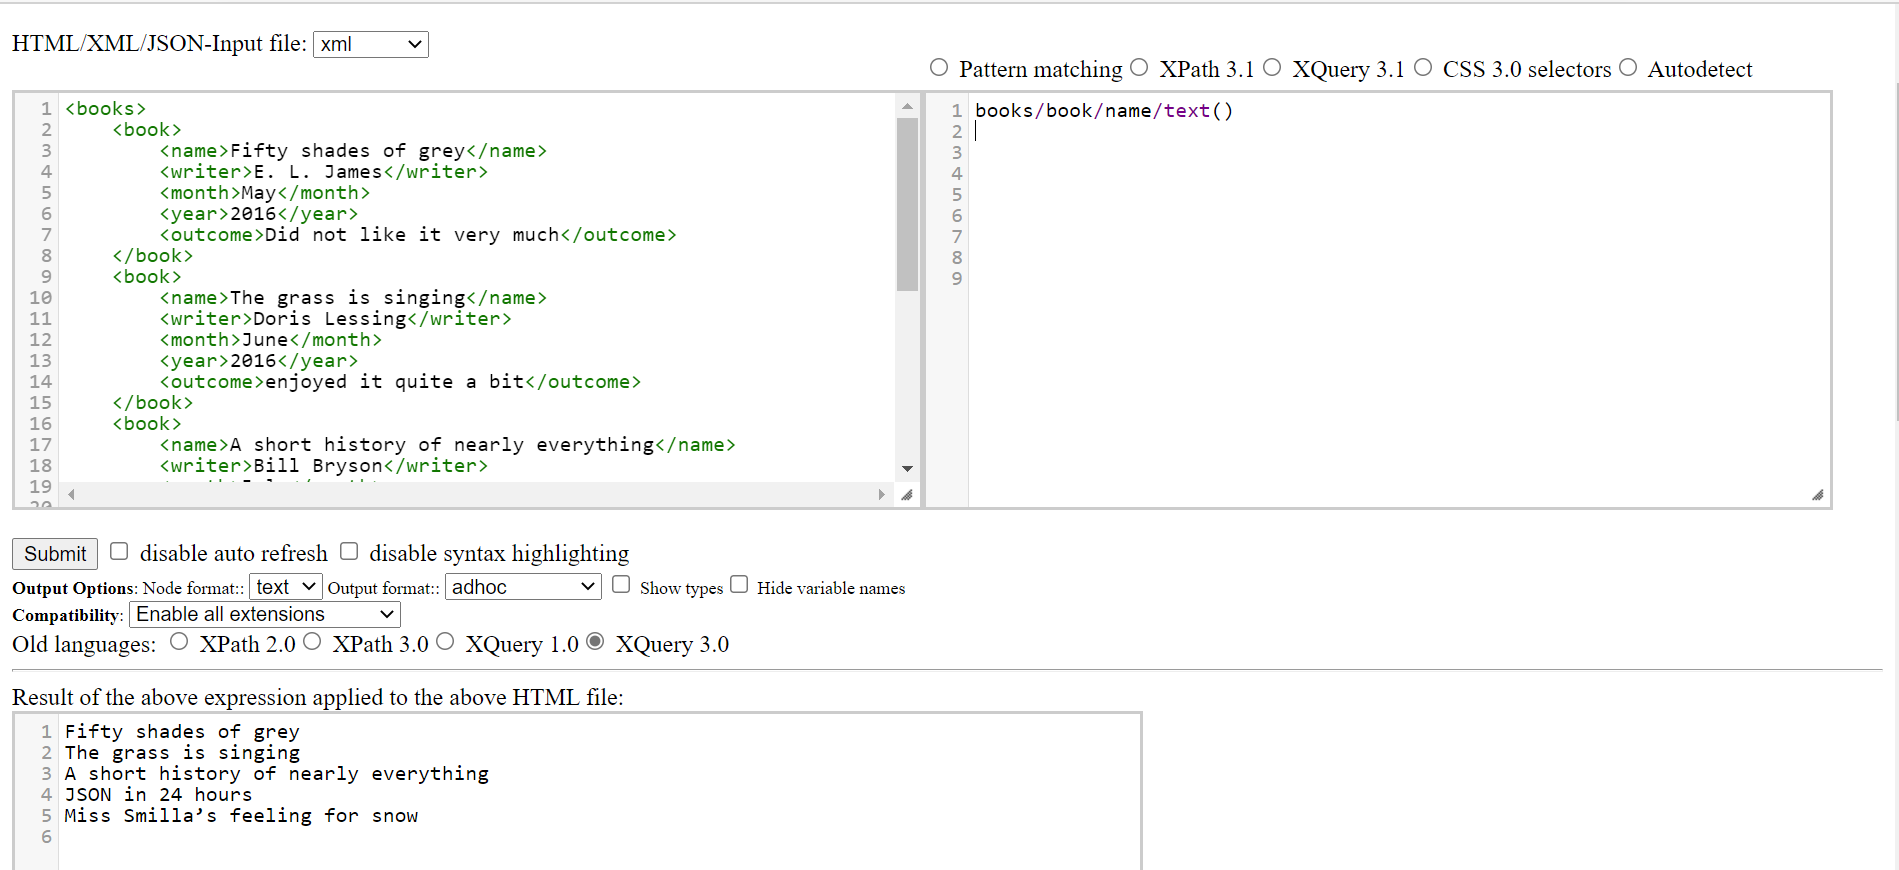 HTML/XML/JSON-Input file: xml
Pattern matching XPath 3.1 XQuery 3.1 CSS 3.0 selectors Autodetect
1 <books>
2 <book>
3 <name>Fifty shades of grey</name>
4 <writer>E. L. James</writer>
5 <month>May</month>
6 <year>2016</year>
7 <outcome>Did not like it very much</outcome>
8 </book>
9 <book>
10 <name>The grass is singing</name>
11 <writer>Doris Lessing</writer>
12 <month>June</month>
13 <year>2016</year>
14 <outcome>enjoyed it quite a bit</outcome>
15 </book>
16 <book>
17 <name>A short history of nearly everything</name>
18 <writer>Bill Bryson</writer>
19
1 books/book/name/text()
2
3
4
5
6
7
8
9
Submit disable auto refresh disable syntax highlighting
Output Options: Node format:: text Output format:: adhoc Show types Hide variable names
Compatibility: Enable all extensions
Old languages: XPath 2.0 XPath 3.0 XQuery 1.0 XQuery 3.0
Result of the above expression applied to the above HTML file:
1 Fifty shades of grey
2 The grass is singing
3 A short history of nearly everything
4 JSON in 24 hours
5 Miss Smilla’s feeling for snow
6